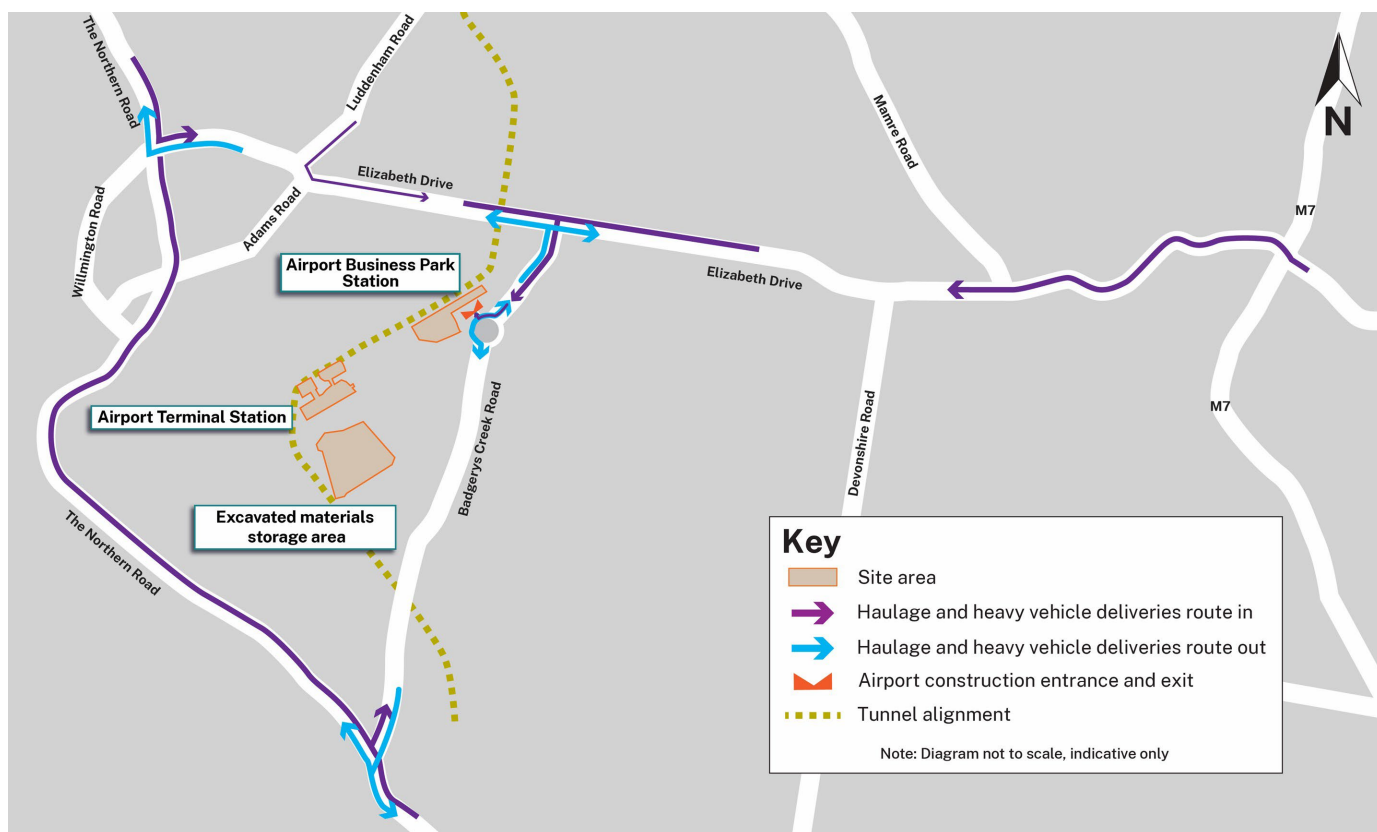 The Northern Road
Luddenham Road
Mamre Road
N
Elizabeth Drive
Willmington Road
Adams Road
M7
Airport Business Park
Station
Elizabeth Drive
Airport Terminal Station
Badgerys Creek Road
Devonshire Road
M7
Excavated materials
storage area
The Northern Road
Key
Site area
Haulage and heavy vehicle deliveries route in
Haulage and heavy vehicle deliveries route out
Airport construction entrance and exit
Tunnel alignment
Note: Diagram not to scale, indicative only